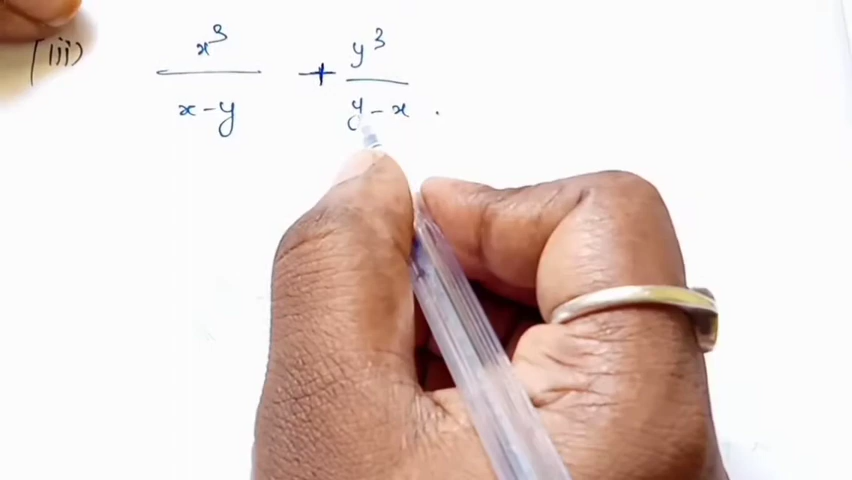 (iii) x³/(x-y) + y³/(y-x).